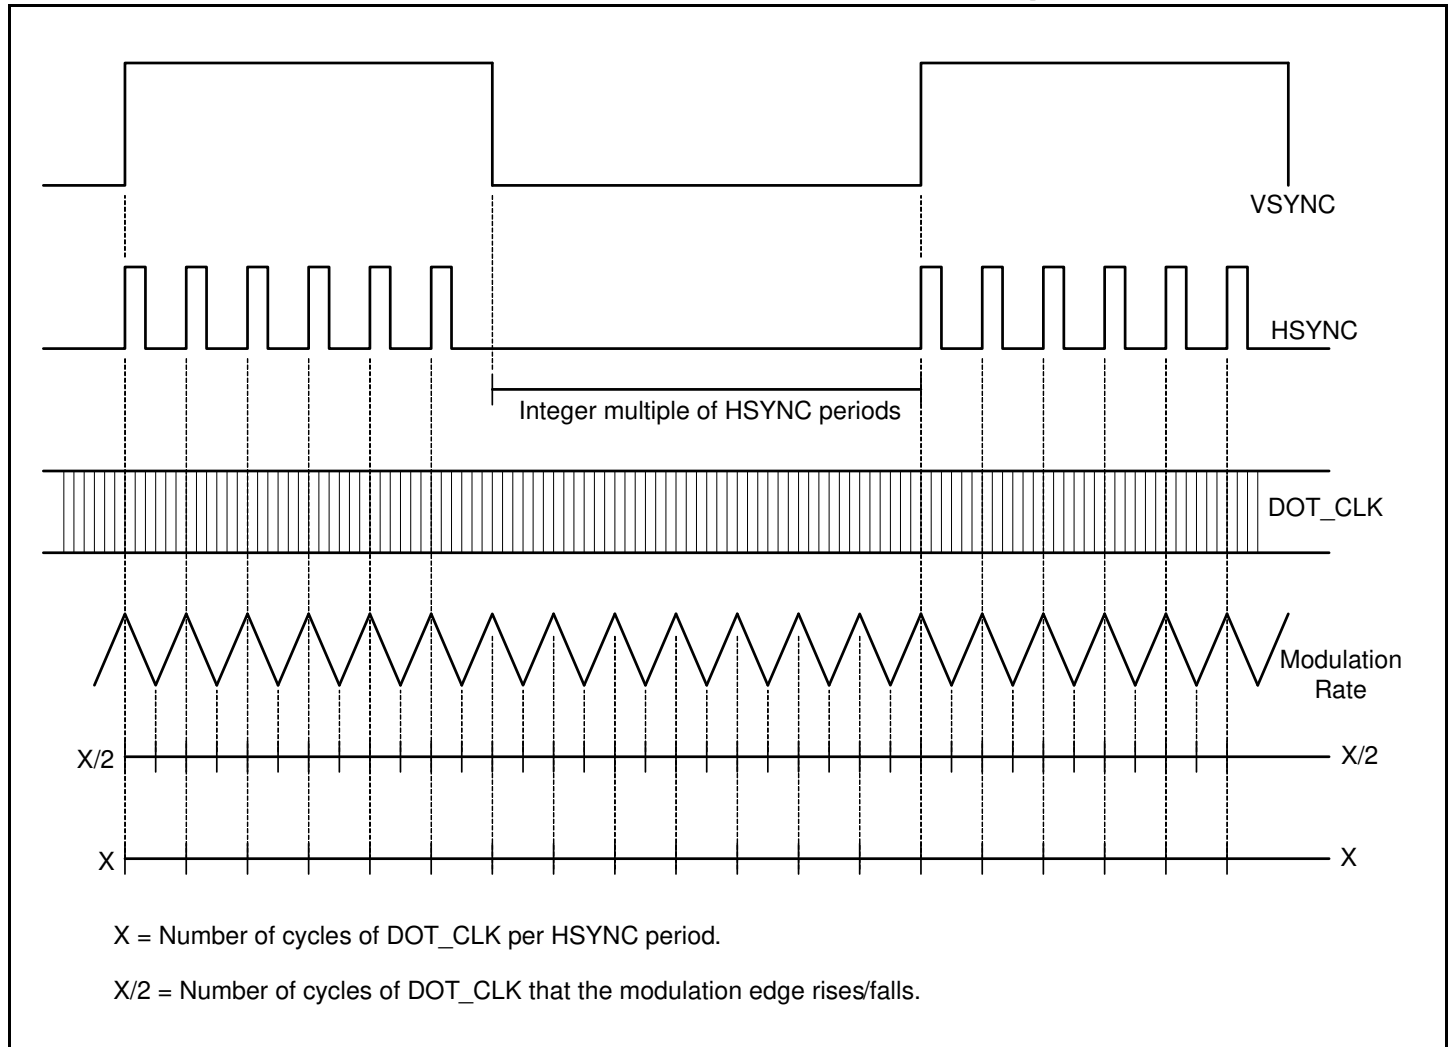 VSYNC
HSYNC
Integer multiple of HSYNC periods
DOT_CLK
Modulation
Rate
X/2
X/2
X
X
X = Number of cycles of DOT_CLK per HSYNC period.
X/2 = Number of cycles of DOT_CLK that the modulation edge rises/falls.